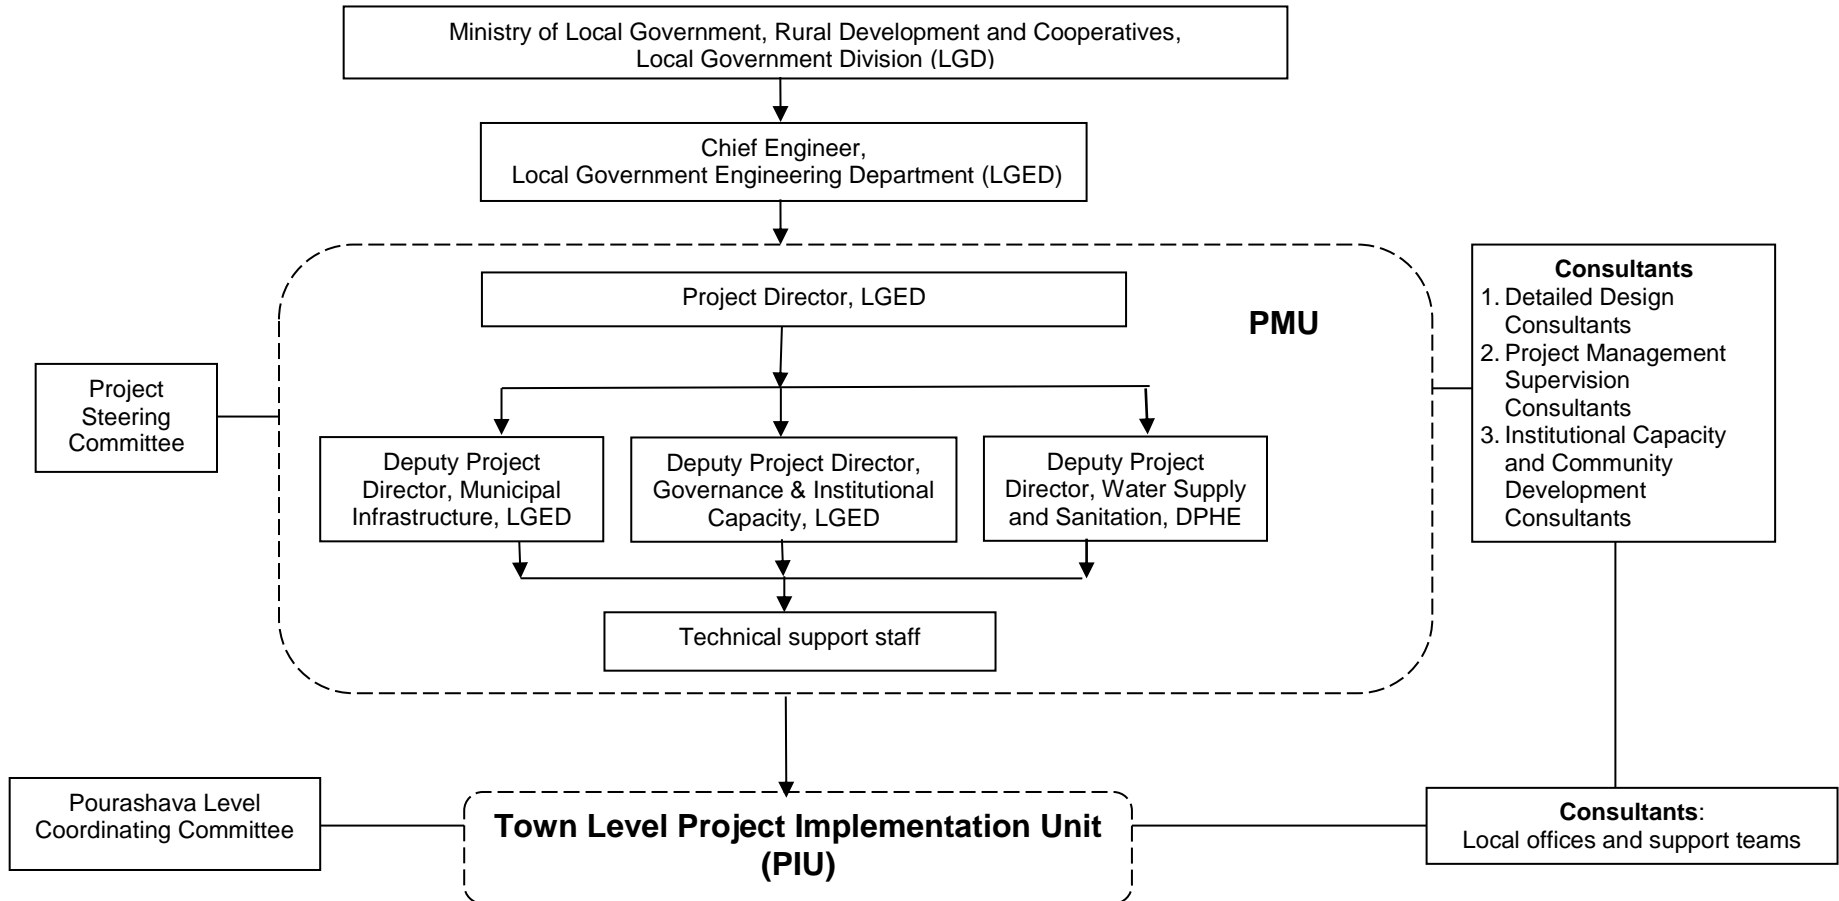 Ministry of Local Government, Rural Development and Cooperatives,
Local Government Division (LGD)
Chief Engineer,
Local Government Engineering Department (LGED)
Project Director, LGED
PMU
Consultants
1. Detailed Design
Consultants
2. Project Management
Supervision
Consultants
3. Institutional Capacity
and Community
Development
Consultants
Project
Steering
Committee
Deputy Project
Director, Municipal
Infrastructure, LGED
Deputy Project Director,
Governance & Institutional
Capacity, LGED
Deputy Project
Director, Water Supply
and Sanitation, DPHE
Technical support staff
Pourashava Level
Coordinating Committee
Town Level Project Implementation Unit
(PIU)
Consultants:
Local offices and support teams